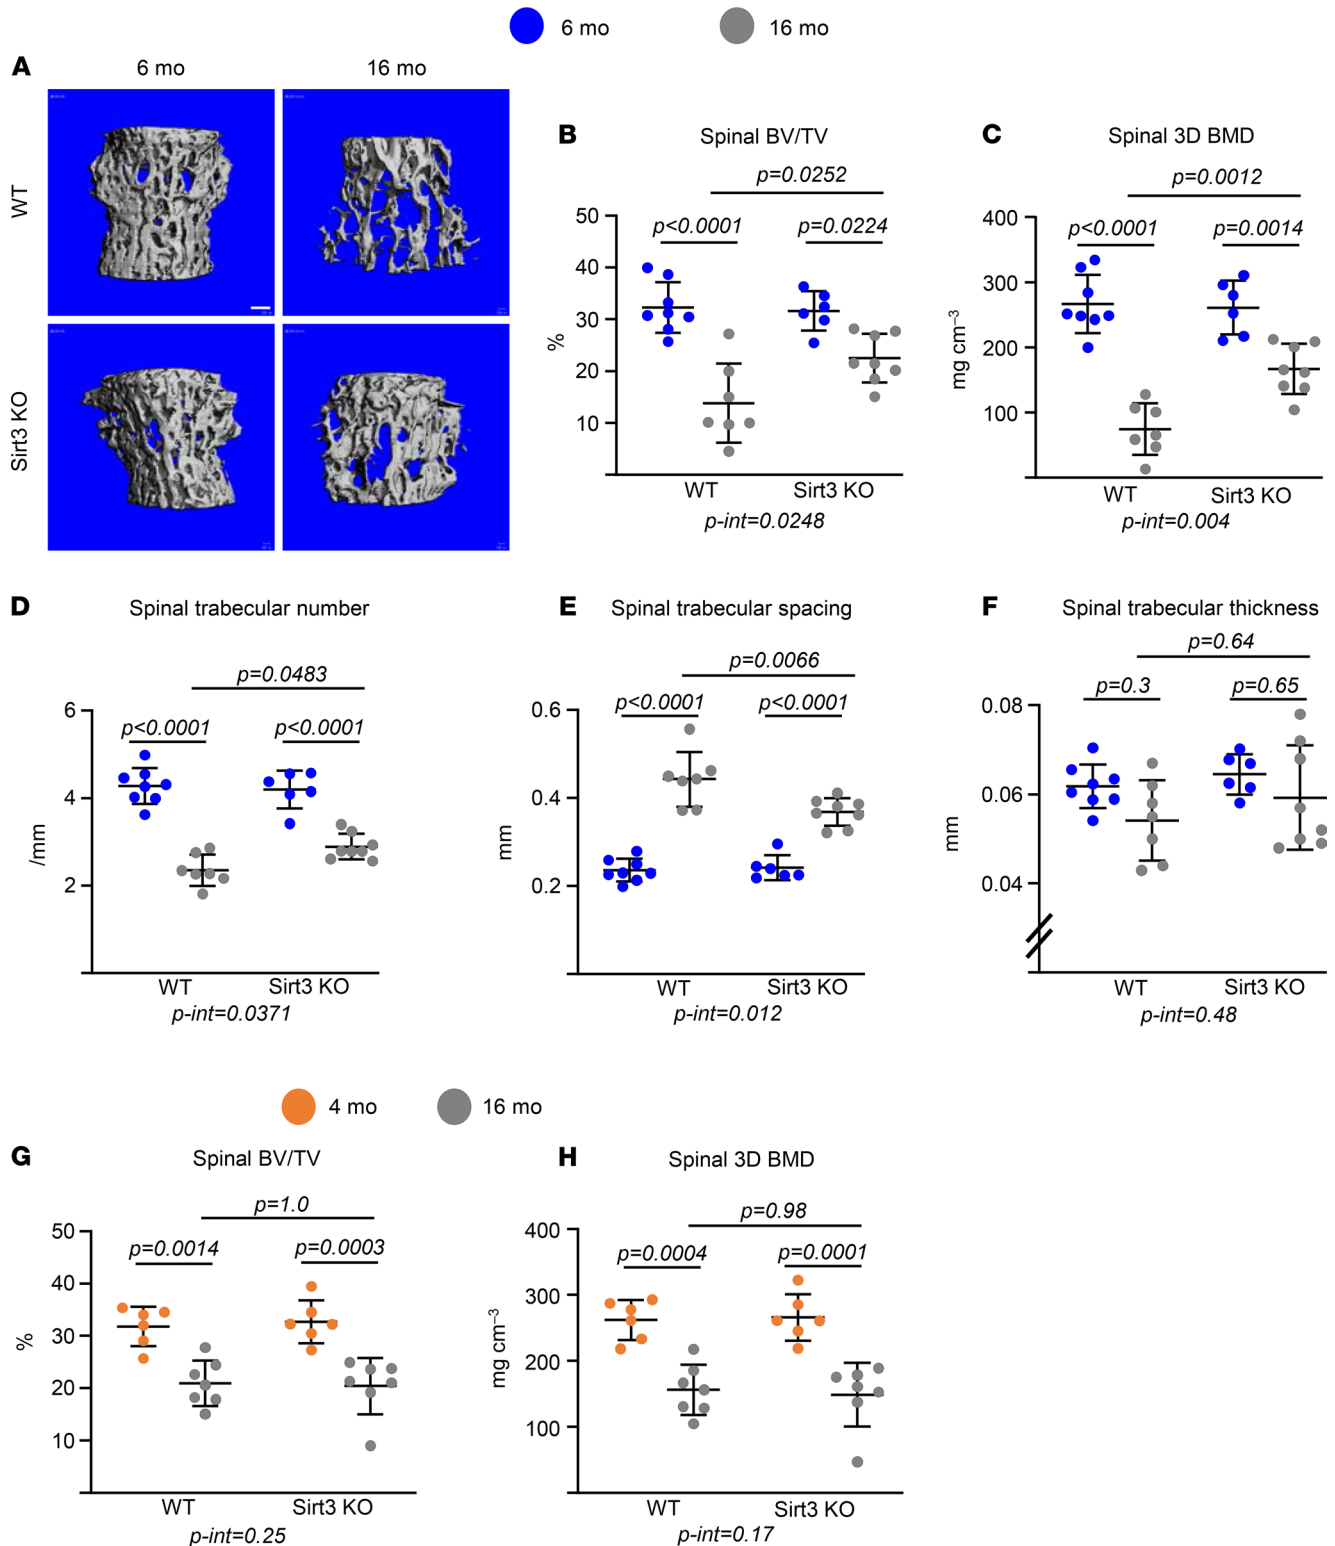 6 mo
16 mo
A
6 mo
16 mo
WT
Sirt3 KO
B
Spinal BV/TV
p=0.0252
p<0.0001
p=0.0224
50
40
30
20
10
%
WT
Sirt3 KO
p-int=0.0248
C
Spinal 3D BMD
p=0.0012
p<0.0001
p=0.0014
400
300
200
100
mg cm–3
WT
Sirt3 KO
p-int=0.004
D
Spinal trabecular number
p=0.0483
p<0.0001
p<0.0001
6
4
2
/mm
WT
Sirt3 KO
p-int=0.0371
E
Spinal trabecular spacing
p=0.0066
p<0.0001
p<0.0001
0.6
0.4
0.2
mm
WT
Sirt3 KO
p-int=0.012
F
Spinal trabecular thickness
p=0.64
p=0.3
p=0.65
0.08
0.06
0.04
mm
WT
Sirt3 KO
p-int=0.48
4 mo
16 mo
G
Spinal BV/TV
p=1.0
p=0.0014
p=0.0003
50
40
30
20
10
%
WT
Sirt3 KO
p-int=0.25
H
Spinal 3D BMD
p=0.98
p=0.0004
p=0.0001
400
300
200
100
mg cm–3
WT
Sirt3 KO
p-int=0.17